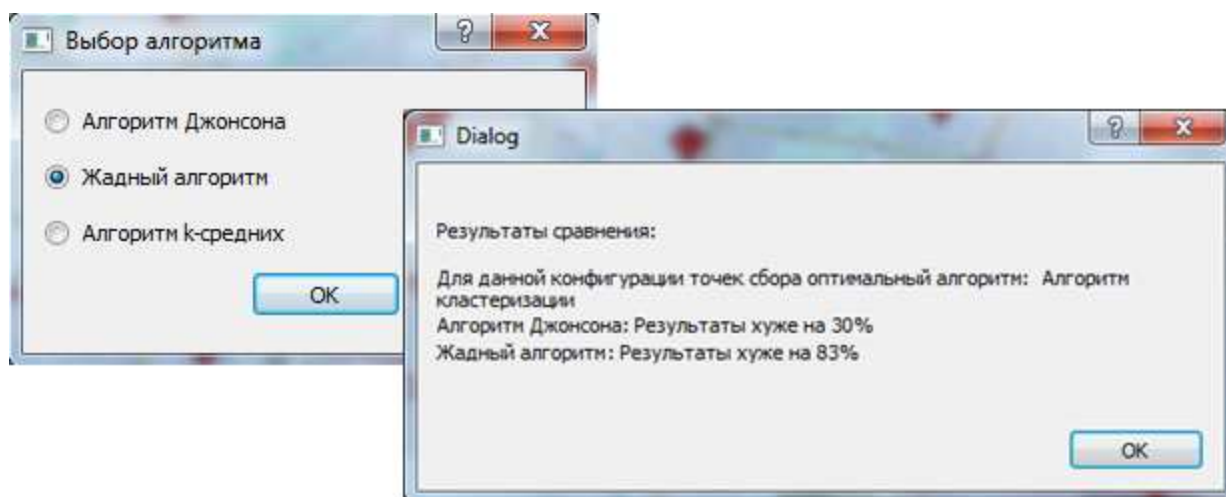 Выбор алгоритма
Алгоритм Джонсона
Жадный алгоритм
Алгоритм k-средних
OK
Dialog
Результаты сравнения:
Для данной конфигурации точек сбора оптимальный алгоритм: Алгоритм
кластеризации
Алгоритм Джонсона: Результаты хуже на 30%
Жадный алгоритм: Результаты хуже на 83%
OK